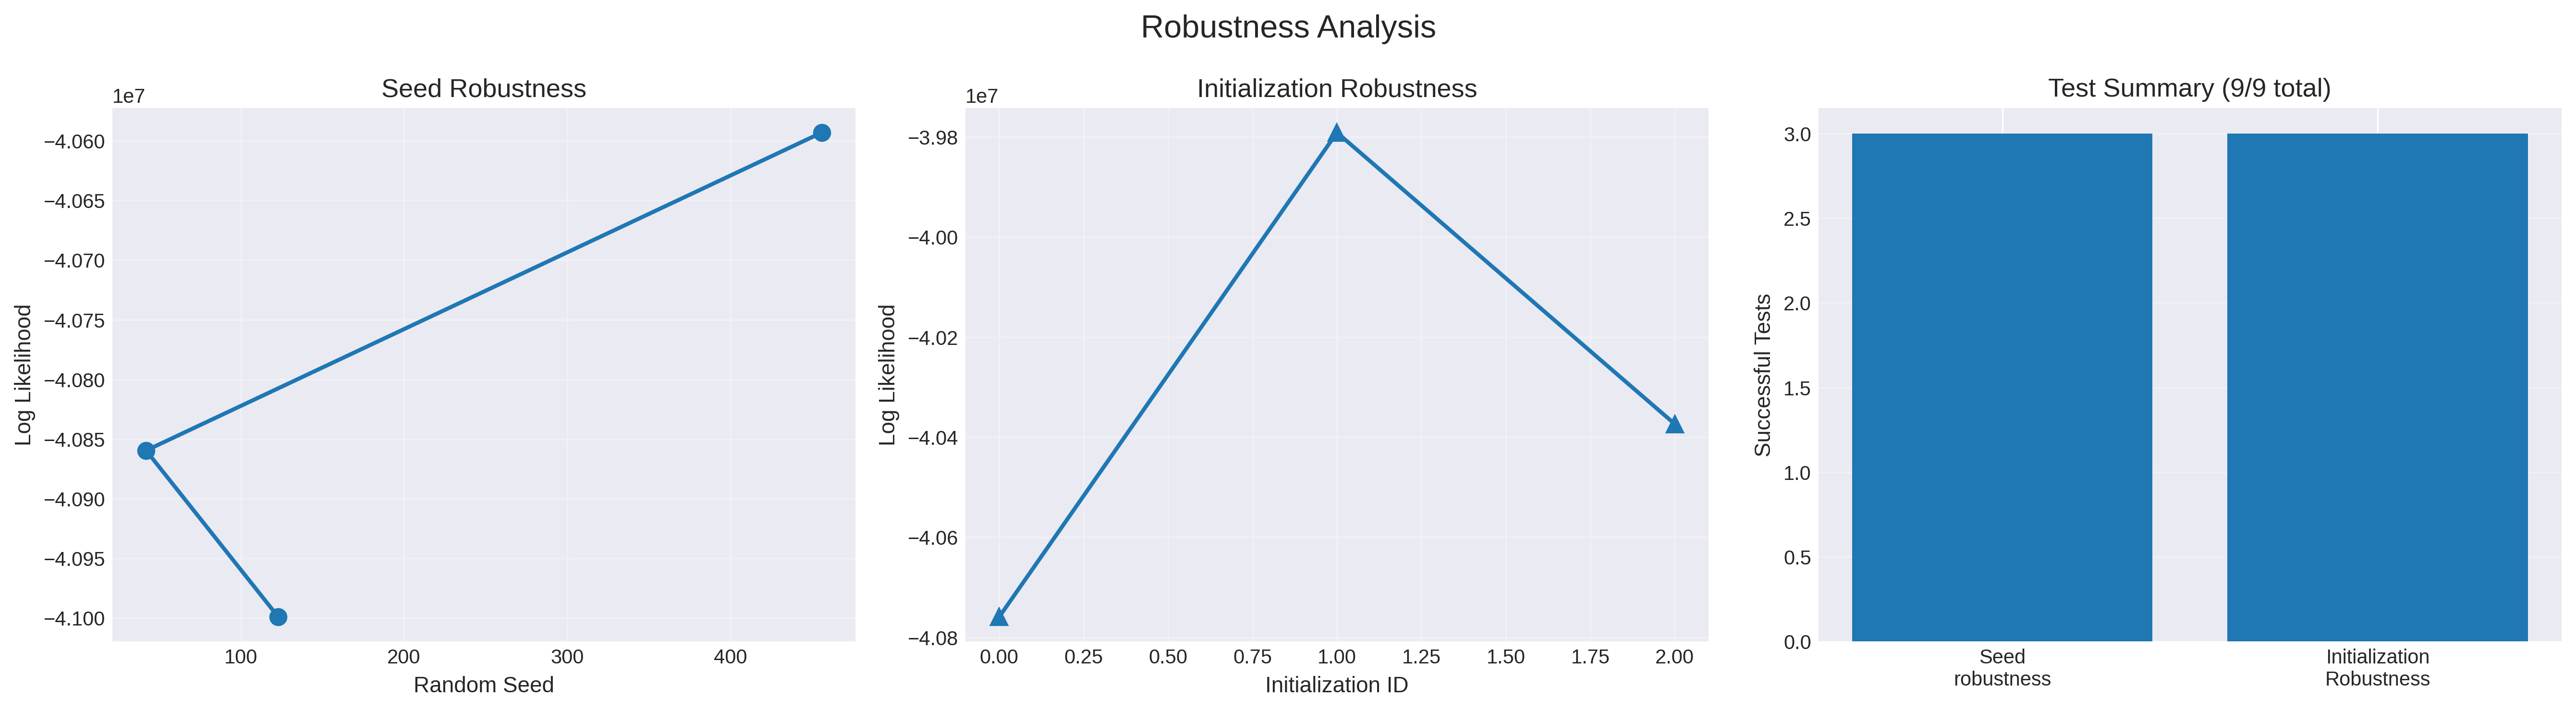 Robustness Analysis
Seed Robustness
1e7
−4.060
−4.065
−4.070
−4.075
−4.080
−4.085
−4.090
−4.095
−4.100
Log Likelihood
100 200 300 400
Random Seed
Initialization Robustness
1e7
−3.98
−4.00
−4.02
−4.04
−4.06
−4.08
Log Likelihood
0.00 0.25 0.50 0.75 1.00 1.25 1.50 1.75 2.00
Initialization ID
Test Summary (9/9 total)
3.0
2.5
2.0
1.5
1.0
0.5
0.0
Successful Tests
Seed
robustness
Initialization
Robustness